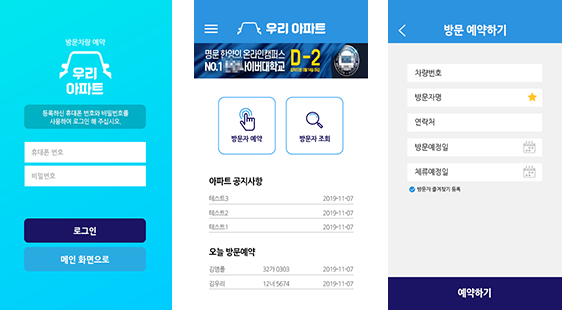 방문차량 예약
우리
아파트
등록하신 휴대폰 번호와 비밀번호를
사용하여 로그인 해 주십시오.
휴대폰 번호
비밀번호
로그인
메인 화면으로
우리 아파트
명문 한양의 온라인캠퍼스
NO.1 사이버대학교
D-2
방문자 예약
방문자 조회
아파트 공지사항
테스트3 2019-11-07
테스트2 2019-11-07
테스트1 2019-11-07
오늘 방문예약
김명룡 32가 0303 2019-11-07
김우리 12너 5674 2019-11-07
방문 예약하기
차량번호
방문자명
연락처
방문예정일
체류예정일
방문자 즐겨찾기 등록
예약하기